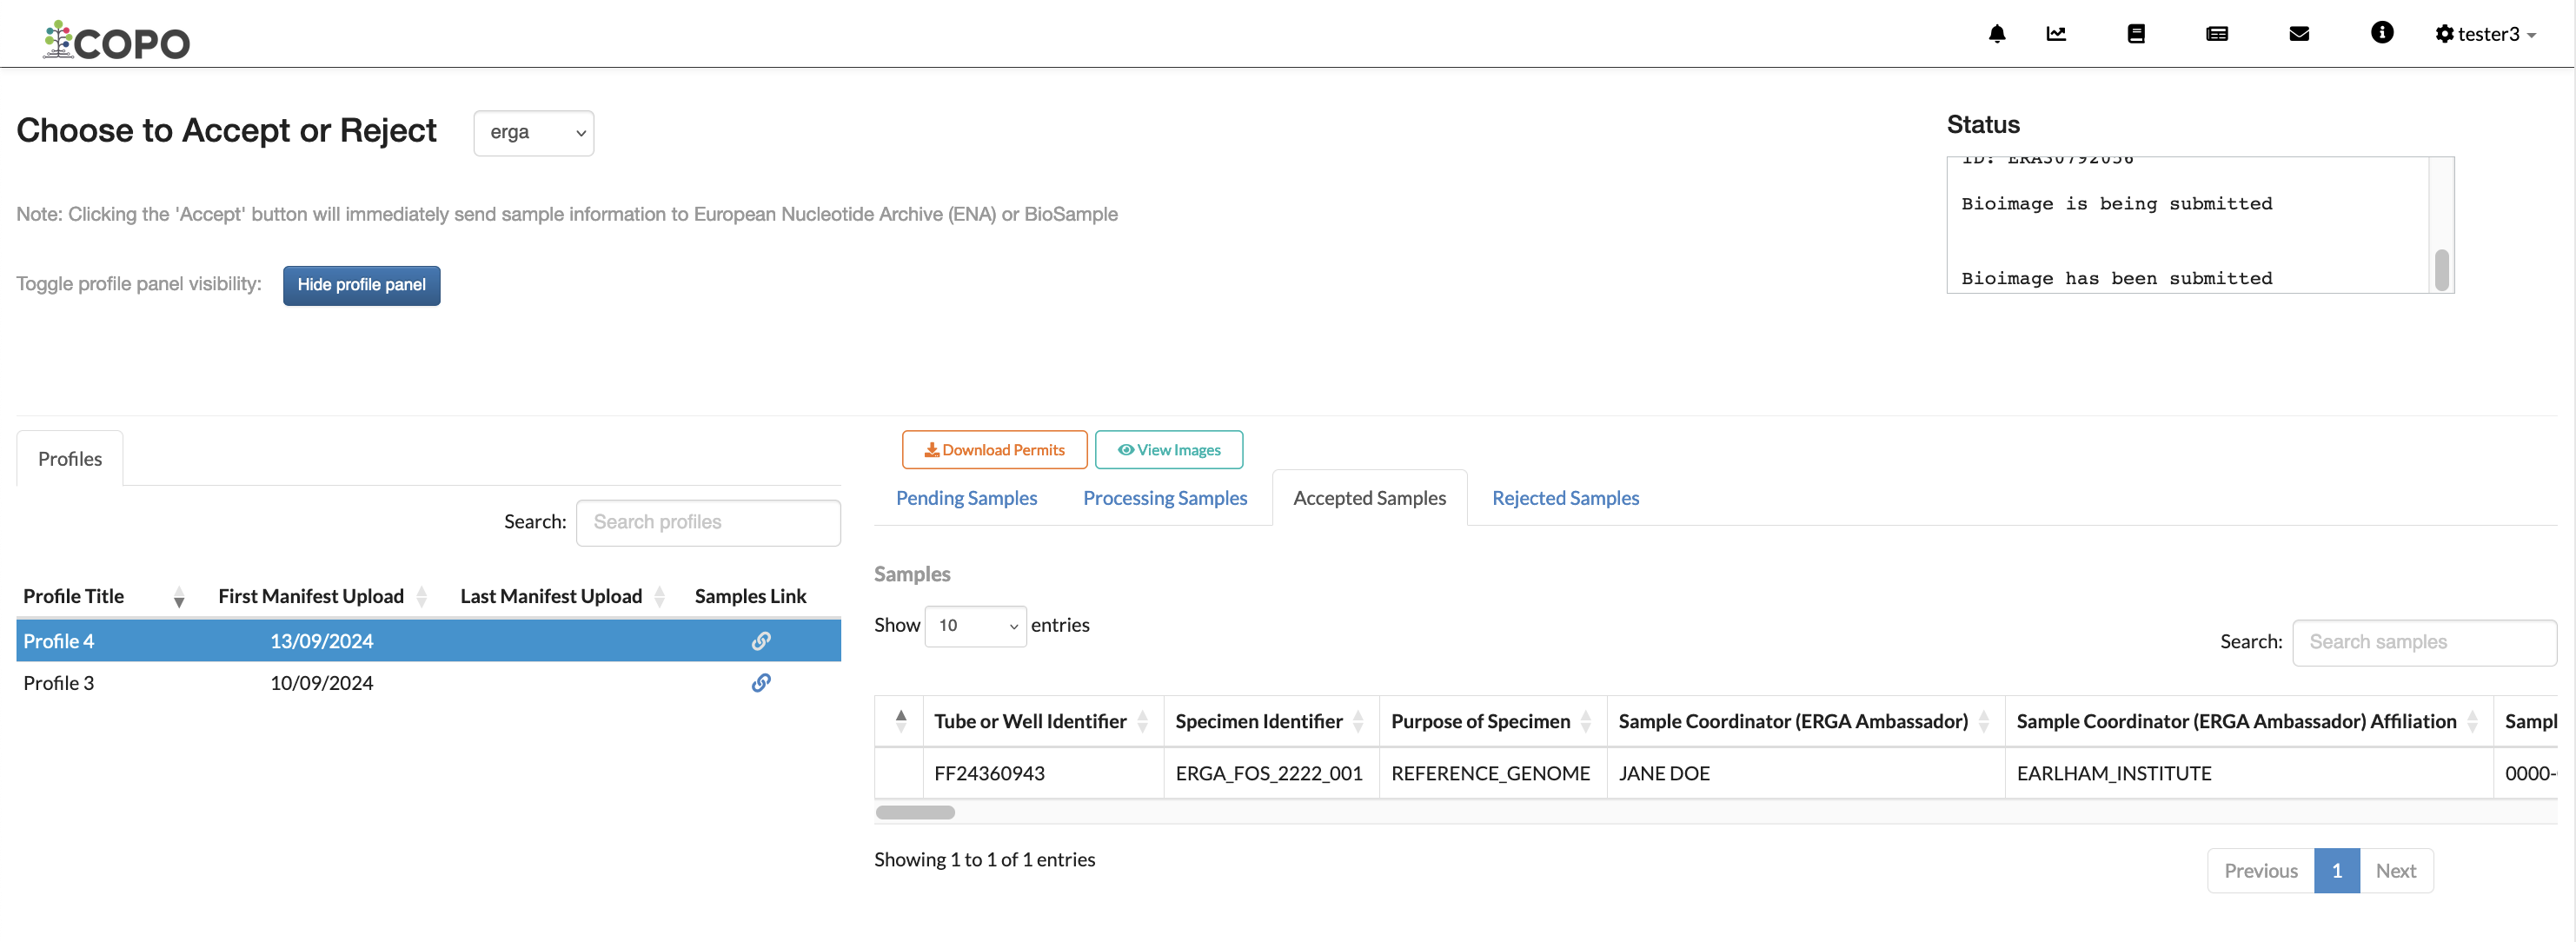 COPO
tester3
Choose to Accept or Reject
erga
Status
ID: ERA30792056
Bioimage is being submitted
Bioimage has been submitted
Note: Clicking the 'Accept' button will immediately send sample information to European Nucleotide Archive (ENA) or BioSample
Toggle profile panel visibility:
Hide profile panel
Profiles
Search: Search profiles
Profile Title First Manifest Upload Last Manifest Upload Samples Link
Profile 4 13/09/2024
Profile 3 10/09/2024
Download Permits View Images
Pending Samples Processing Samples Accepted Samples Rejected Samples
Samples
Show 10 entries
Search: Search samples
Tube or Well Identifier Specimen Identifier Purpose of Specimen Sample Coordinator (ERGA Ambassador) Sample Coordinator (ERGA Ambassador) Affiliation Sampl
FF24360943 ERGA_FOS_2222_001 REFERENCE_GENOME JANE DOE EARLHAM_INSTITUTE 0000-
Showing 1 to 1 of 1 entries
Previous 1 Next